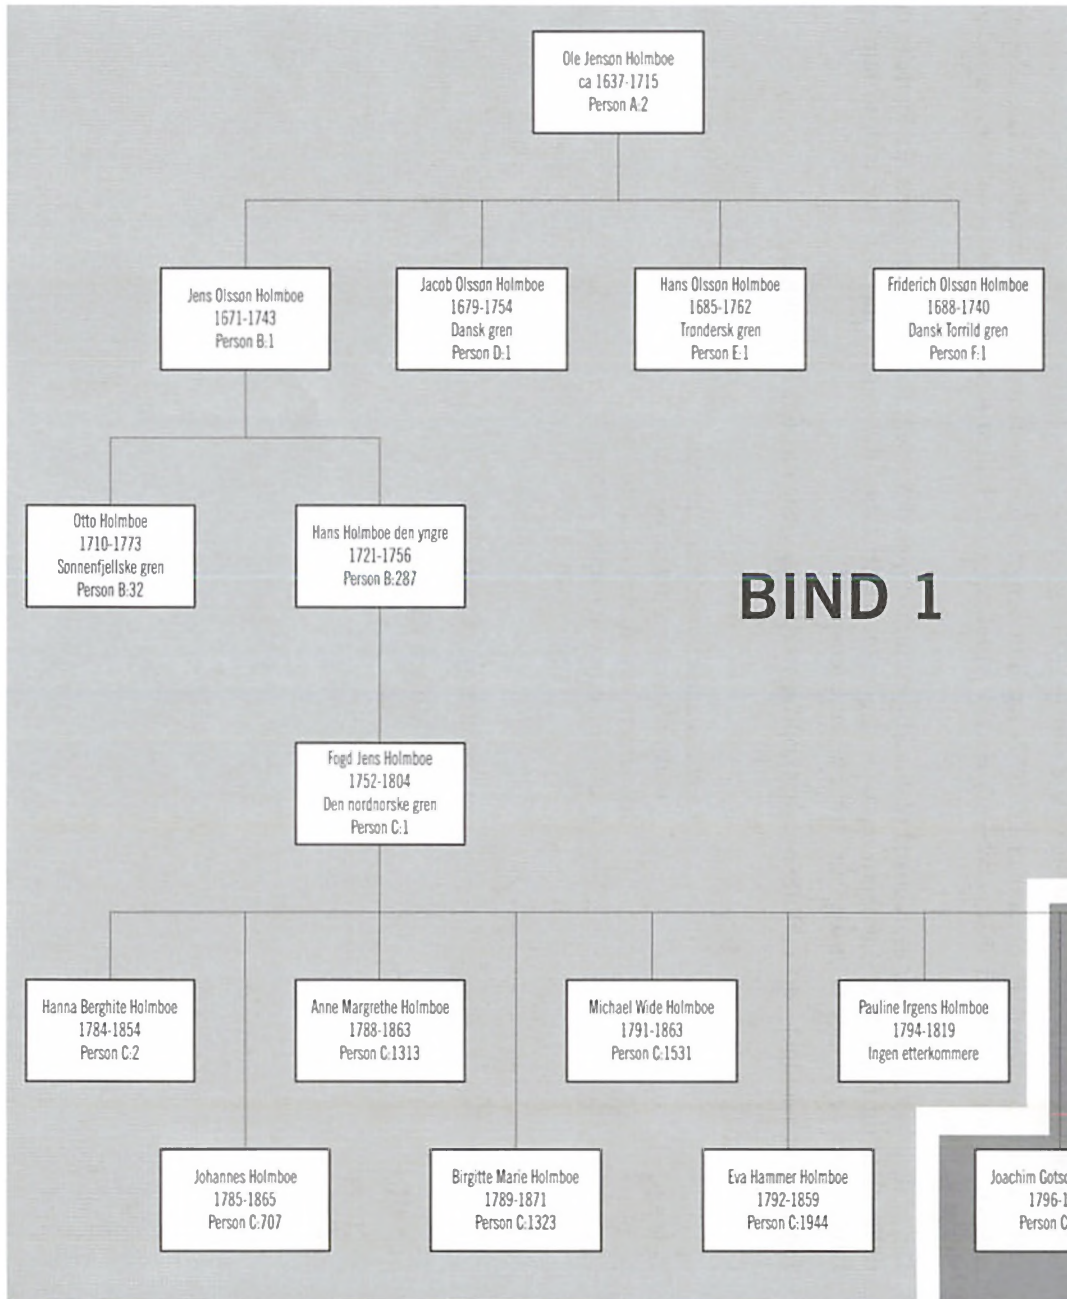 Ole Jenson Holmboe
ca 1637-1715
Person A:2
Jens Olsson Holmboe
1671-1743
Person B:1
Jacob Olsson Holmboe
1679-1754
Dansk gren
Person D:1
Hans Olsson Holmboe
1685-1762
Trondersk gren
Person E:1
Friderich Olsson Holmboe
1688-1740
Dansk Torrild gren
Person F:1
Otto Holmboe
1710-1773
Sonnenfjellske gren
Person B:32
Hans Holmboe den yngre
1721-1756
Person B:287
BIND 1
Fogd Jens Holmboe
1752-1804
Den nordnorske gren
Person C:1
Hanna Berghite Holmboe
1784-1854
Person C:2
Anne Margrethe Holmboe
1788-1863
Person C:1313
Michael Wide Holmboe
1791-1863
Person C:1531
Pauline Irgens Holmboe
1794-1819
Ingen etterkommere
Johannes Holmboe
1785-1865
Person C:707
Birgitte Marie Holmboe
1789-1871
Person C:1323
Eva Hammer Holmboe
1792-1859
Person C:1944
Joachim
1796-1
Person C